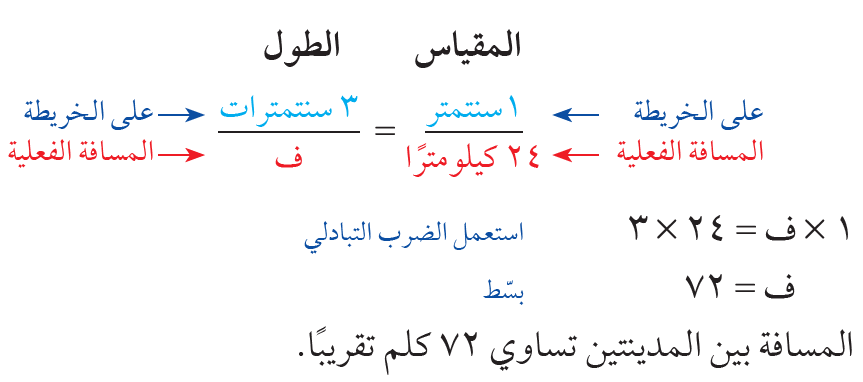 المقياس الطول
على الخريطة ١ سنتمتر = ٣ سنتمترات على الخريطة
المسافة الفعلية ٢٤ كيلومترًا ف المسافة الفعلية
١ × ف = ٢٤ × ٣ استعمل الضرب التبادلي
ف = ٧٢ بسّط
المسافة بين المدينتين تساوي ٧٢ كلم تقريبًا.